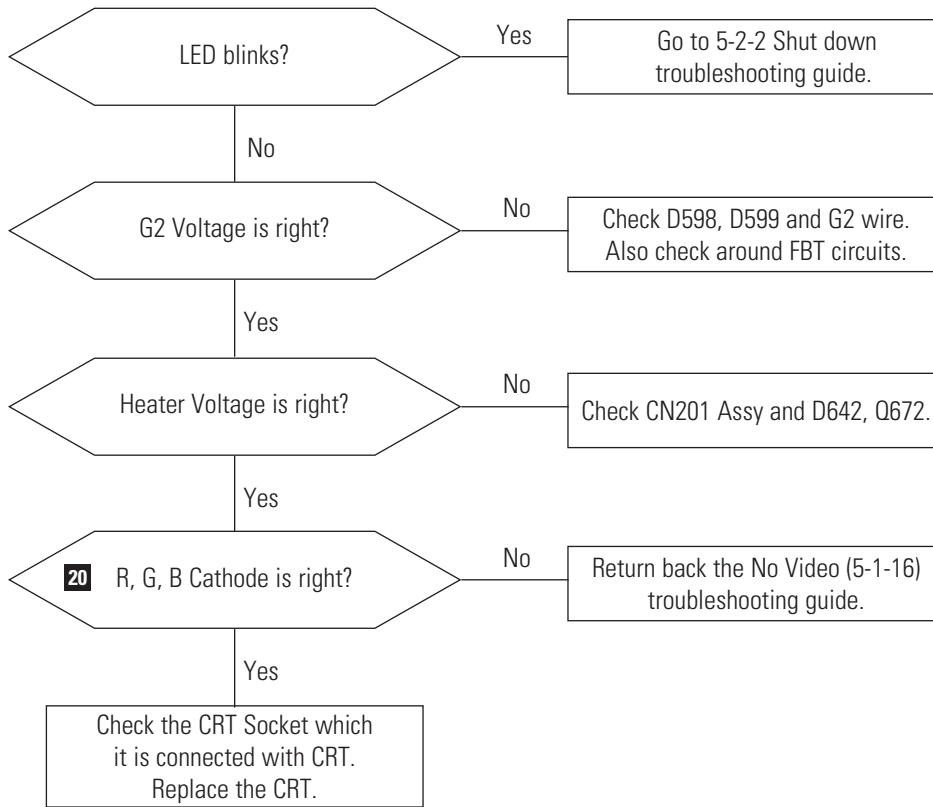 LED blinks?
Yes
Go to 5-2-2 Shut down
troubleshooting guide.
No
G2 Voltage is right?
No
Check D598, D599 and G2 wire.
Also check around FBT circuits.
Yes
Heater Voltage is right?
No
Check CN201 Assy and D642, Q672.
Yes
20 R, G, B Cathode is right?
No
Return back the No Video (5-1-16)
troubleshooting guide.
Yes
Check the CRT Socket which
it is connected with CRT.
Replace the CRT.